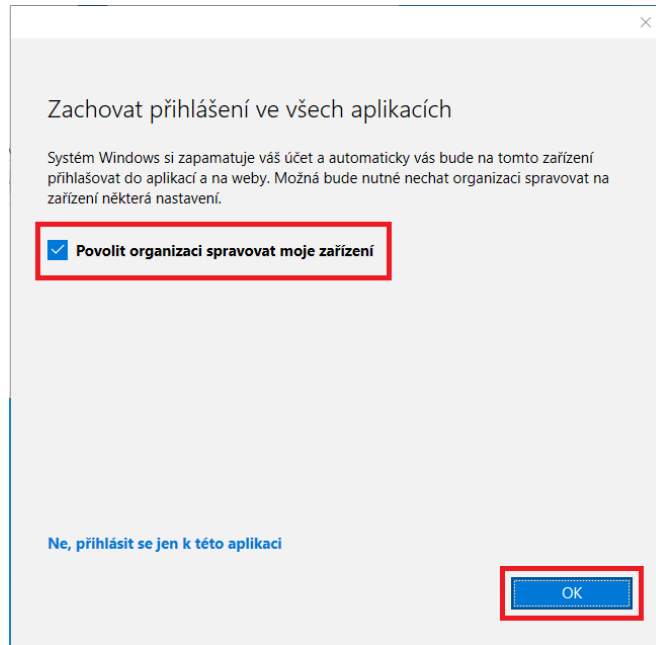 Zachovat přihlášení ve všech aplikacích
Systém Windows si zapamatuje váš účet a automaticky vás bude na tomto zařízení
přihlašovat do aplikací a na weby. Možná bude nutné nechat organizaci spravovat na
zařízení některá nastavení.
Povolit organizaci spravovat moje zařízení
Ne, přihlásit se jen k této aplikaci
OK